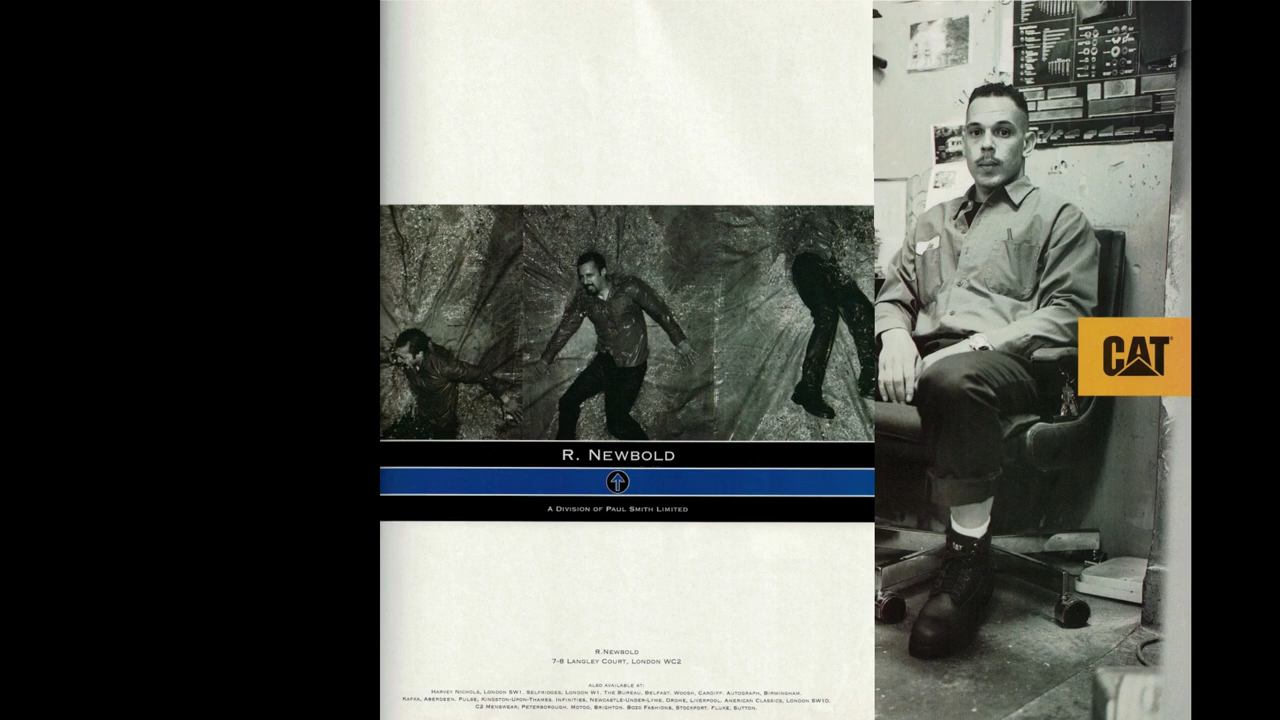 R. NEWBOLD
A DIVISION OF PAUL SMITH LIMITED
R.NEWBOLD
7-8 LANGLEY COURT, LONDON WC2
ALSO AVAILABLE AT:
HARVEY NICHOLS, LONDON SW1. SELFRIDGES, LONDON W1. THE BUREAU, BELFAST. WOOSH, CARDIFF. AUTOGRAPH, BIRMINGHAM.
KAFKA, ABERDEEN. PULSE, KINGSTON-UPON-THAMES. INFINITIES, NEWCASTLE-UNDER-LYME. DROME, LIVERPOOL. AMERICAN CLASSICS, LONDON SW10.
C2 MENSWEAR, PETERBOROUGH. MOTOO, BRIGHTON. BOZO FASHIONS, STOCKPORT. FLUKE, SUTTON.
CAT
CAT